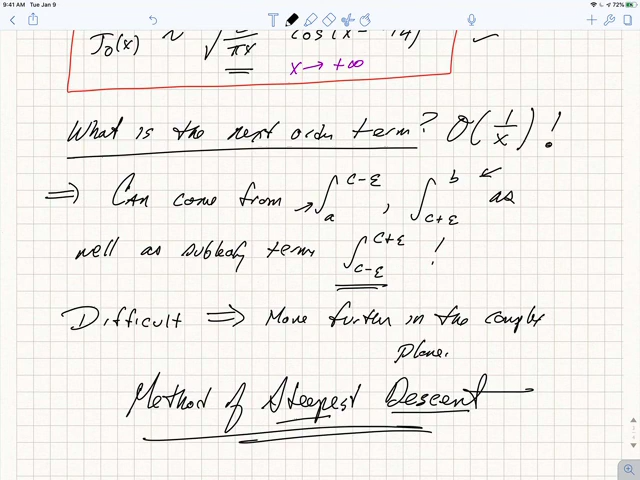 9:41 AM Tue Jan 9
72%
J₀(x) ~ √ 2/πx cos(x − π/4) ✓
x → +∞
What is the next order term? O(1/x)!
⇒ Can come from → ∫_a^{c-ε} , ∫_{c+ε}^b as
well as subleading terms ∫_{c-ε}^{c+ε} !
Difficult ⇒ Move further in the complex
plane.
Method of Steepest Descent